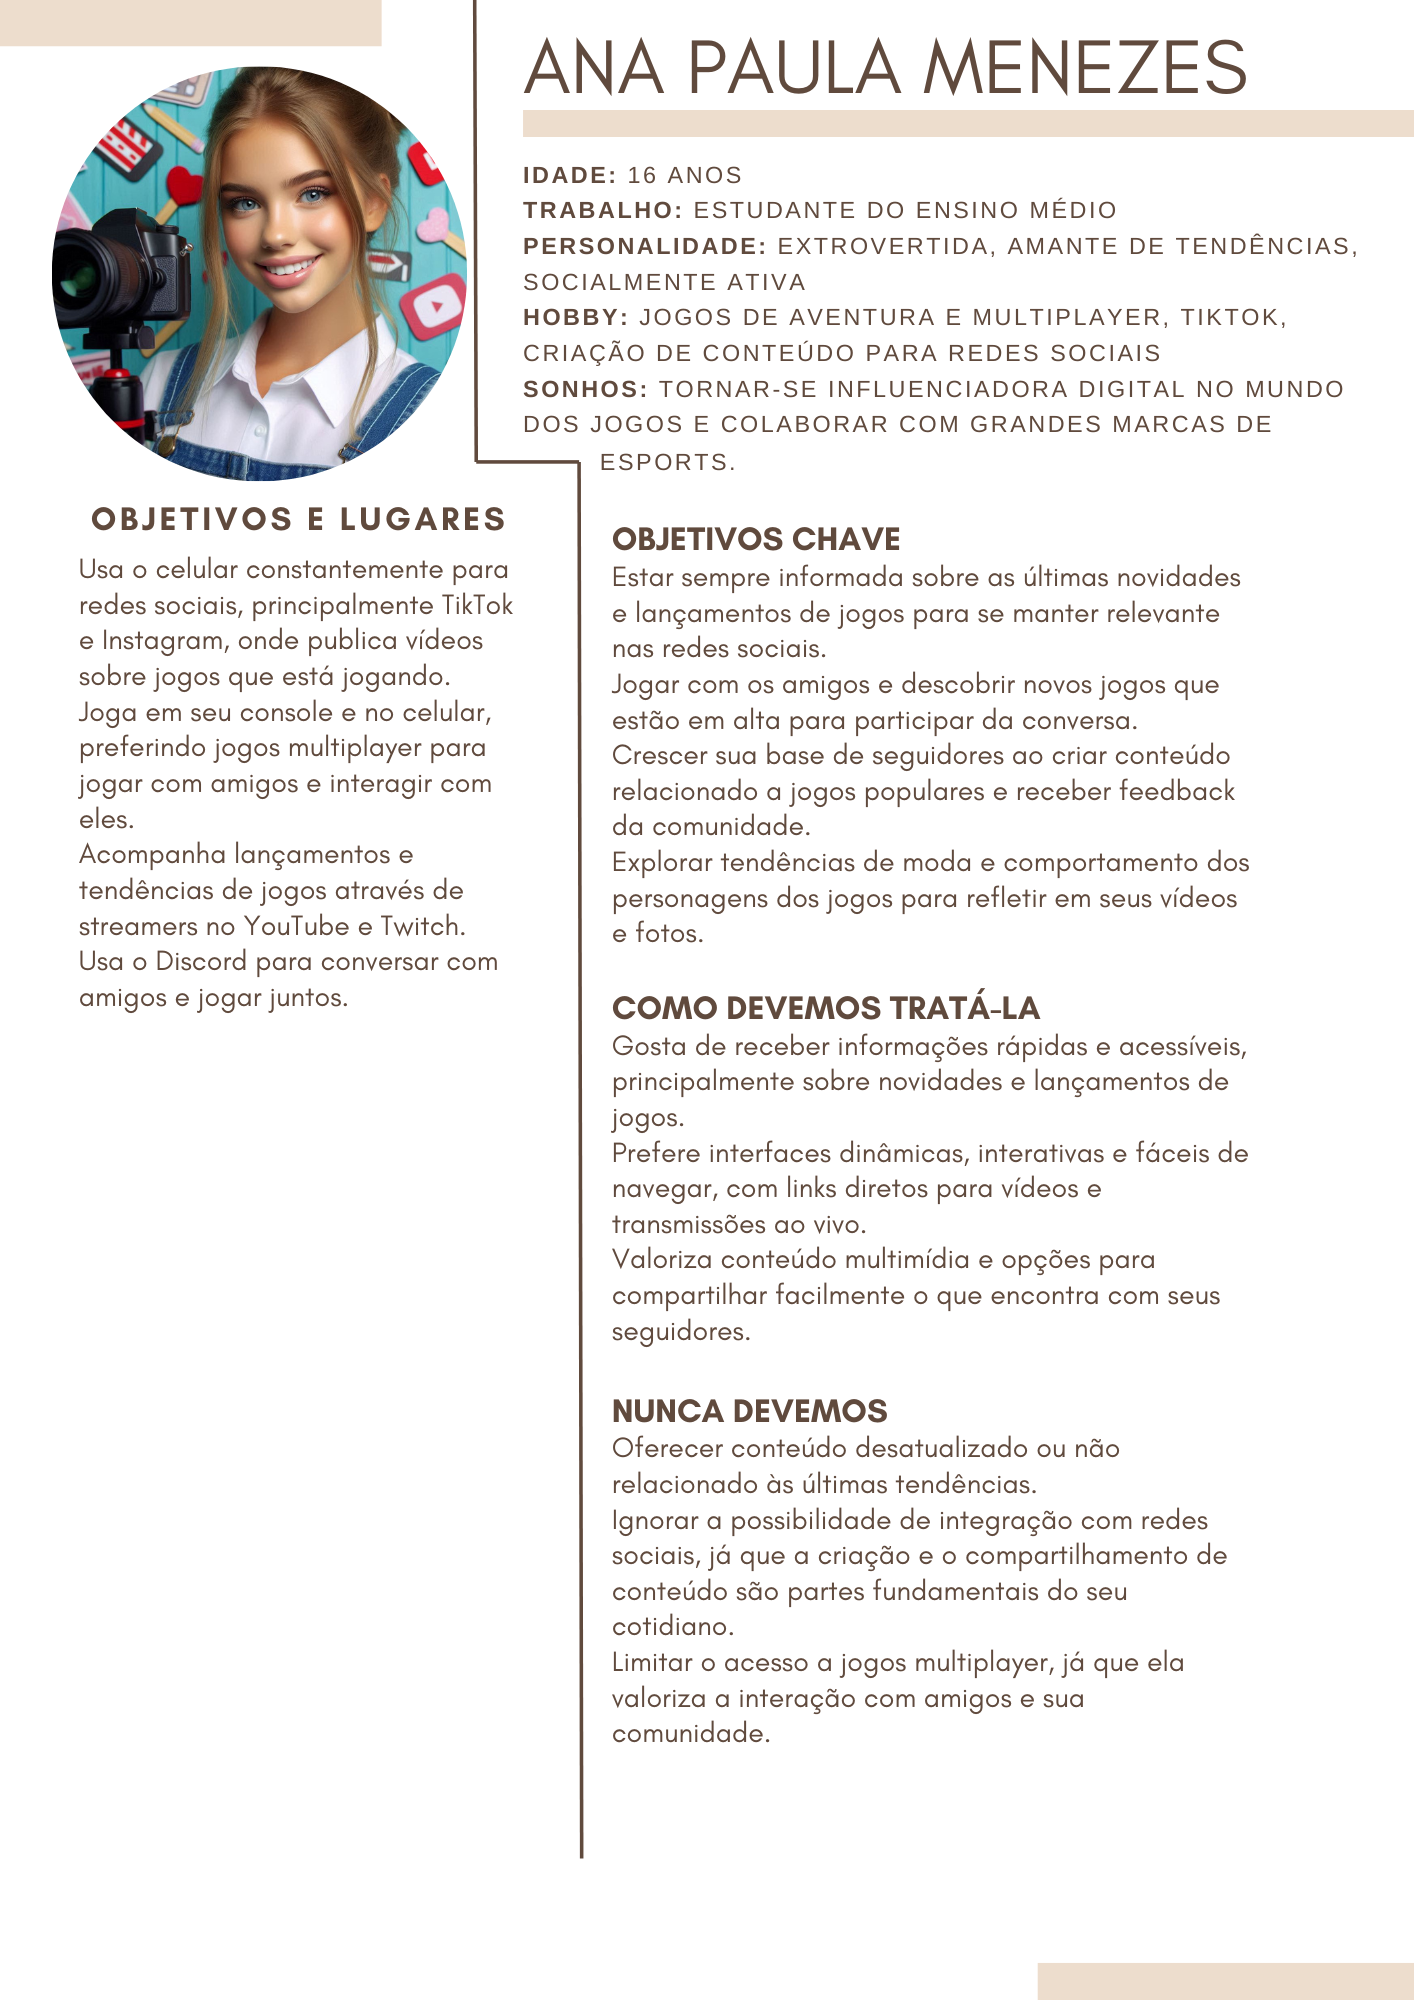 ANA PAULA MENEZES
IDADE: 16 ANOS
TRABALHO: ESTUDANTE DO ENSINO MÉDIO
PERSONALIDADE: EXTROVERTIDA, AMANTE DE TENDÊNCIAS,
SOCIALMENTE ATIVA
HOBBY: JOGOS DE AVENTURA E MULTIPLAYER, TIKTOK,
CRIAÇÃO DE CONTEÚDO PARA REDES SOCIAIS
SONHOS: TORNAR-SE INFLUENCIADORA DIGITAL NO MUNDO
DOS JOGOS E COLABORAR COM GRANDES MARCAS DE
ESPORTS.
OBJETIVOS E LUGARES
Usa o celular constantemente para
redes sociais, principalmente TikTok
e Instagram, onde publica vídeos
sobre jogos que está jogando.
Joga em seu console e no celular,
preferindo jogos multiplayer para
jogar com amigos e interagir com
eles.
Acompanha lançamentos e
tendências de jogos através de
streamers no YouTube e Twitch.
Usa o Discord para conversar com
amigos e jogar juntos.
OBJETIVOS CHAVE
Estar sempre informada sobre as últimas novidades
e lançamentos de jogos para se manter relevante
nas redes sociais.
Jogar com os amigos e descobrir novos jogos que
estão em alta para participar da conversa.
Crescer sua base de seguidores ao criar conteúdo
relacionado a jogos populares e receber feedback
da comunidade.
Explorar tendências de moda e comportamento dos
personagens dos jogos para refletir em seus vídeos
e fotos.
COMO DEVEMOS TRATÁ-LA
Gosta de receber informações rápidas e acessíveis,
principalmente sobre novidades e lançamentos de
jogos.
Prefere interfaces dinâmicas, interativas e fáceis de
navegar, com links diretos para vídeos e
transmissões ao vivo.
Valoriza conteúdo multimídia e opções para
compartilhar facilmente o que encontra com seus
seguidores.
NUNCA DEVEMOS
Oferecer conteúdo desatualizado ou não
relacionado às últimas tendências.
Ignorar a possibilidade de integração com redes
sociais, já que a criação e o compartilhamento de
conteúdo são partes fundamentais do seu
cotidiano.
Limitar o acesso a jogos multiplayer, já que ela
valoriza a interação com amigos e sua
comunidade.